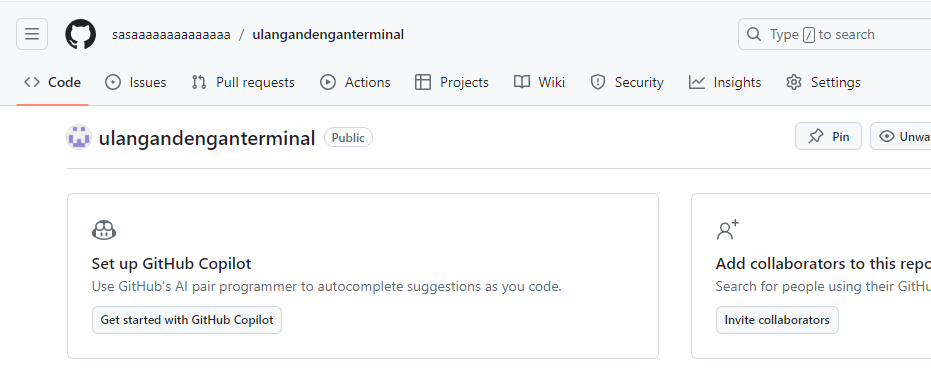 sasaaaaaaaaaaaaaa / ulangandenganterminal
Type / to search
Code Issues Pull requests Actions Projects Wiki Security Insights Settings
ulangandenganterminal Public
Pin
Set up GitHub Copilot
Use GitHub's AI pair programmer to autocomplete suggestions as you code.
Get started with GitHub Copilot
Add collaborators to this
Search for people using their
Invite collaborators